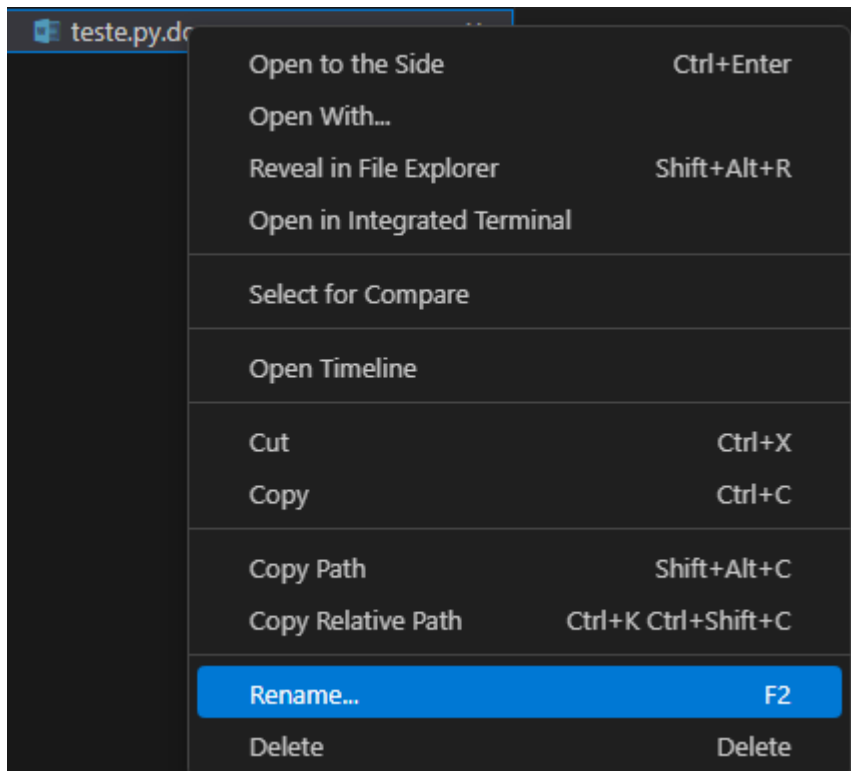 teste.py.do
Open to the Side Ctrl+Enter
Open With...
Reveal in File Explorer Shift+Alt+R
Open in Integrated Terminal
Select for Compare
Open Timeline
Cut Ctrl+X
Copy Ctrl+C
Copy Path Shift+Alt+C
Copy Relative Path Ctrl+K Ctrl+Shift+C
Rename... F2
Delete Delete